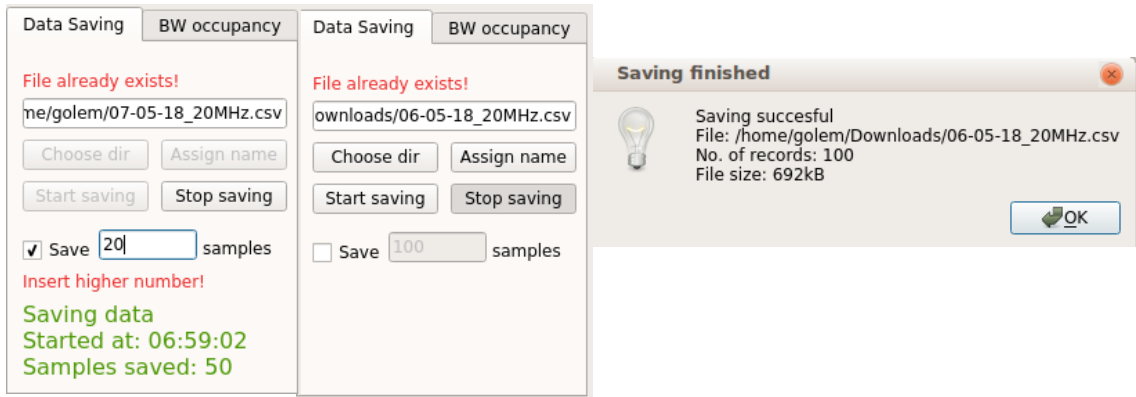 Data Saving
BW occupancy
File already exists!
me/golem/07-05-18_20MHz.csv
Choose dir
Assign name
Start saving
Stop saving
Save 20 samples
Insert higher number!
Saving data
Started at: 06:59:02
Samples saved: 50
Data Saving
BW occupancy
File already exists!
ownloads/06-05-18_20MHz.csv
Choose dir
Assign name
Start saving
Stop saving
Save 100 samples
Saving finished
Saving succesful
File: /home/golem/Downloads/06-05-18_20MHz.csv
No. of records: 100
File size: 692kB
OK